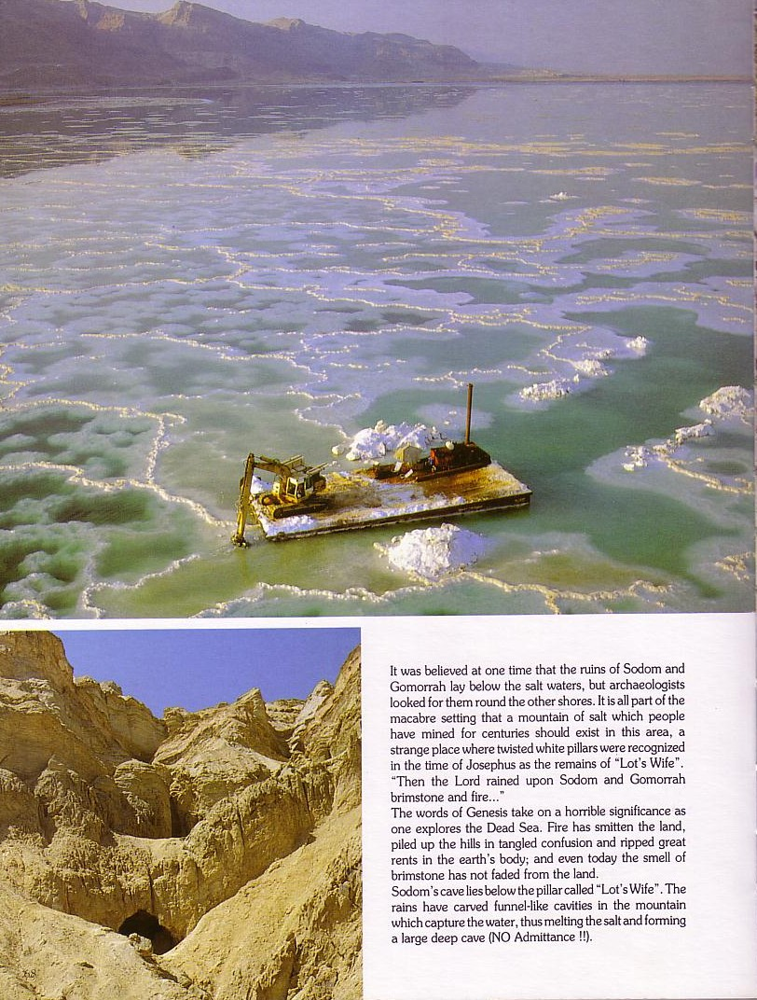 It was believed at one time that the ruins of Sodom and
Gomorrah lay below the salt waters, but archaeologists
looked for them round the other shores. It is all part of the
macabre setting that a mountain of salt which people
have mined for centuries should exist in this area, a
strange place where twisted white pillars were recognized
in the time of Josephus as the remains of “Lot’s Wife”.
“Then the Lord rained upon Sodom and Gomorrah
brimstone and fire...”
The words of Genesis take on a horrible significance as
one explores the Dead Sea. Fire has smitten the land,
piled up the hills in tangled confusion and ripped great
rents in the earth’s body; and even today the smell of
brimstone has not faded from the land.
Sodom’s cave lies below the pillar called “Lot’s Wife”. The
rains have carved funnel-like cavities in the mountain
which capture the water, thus melting the salt and forming
a large deep cave (NO Admittance !!).